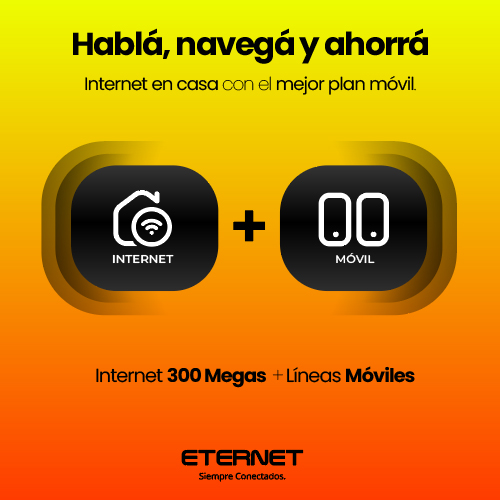 Hablá, navegá y ahorrá
Internet en casa con el mejor plan móvil.
INTERNET + MÓVIL
Internet 300 Megas + Líneas Móviles
ETERNET
Siempre Conectados.